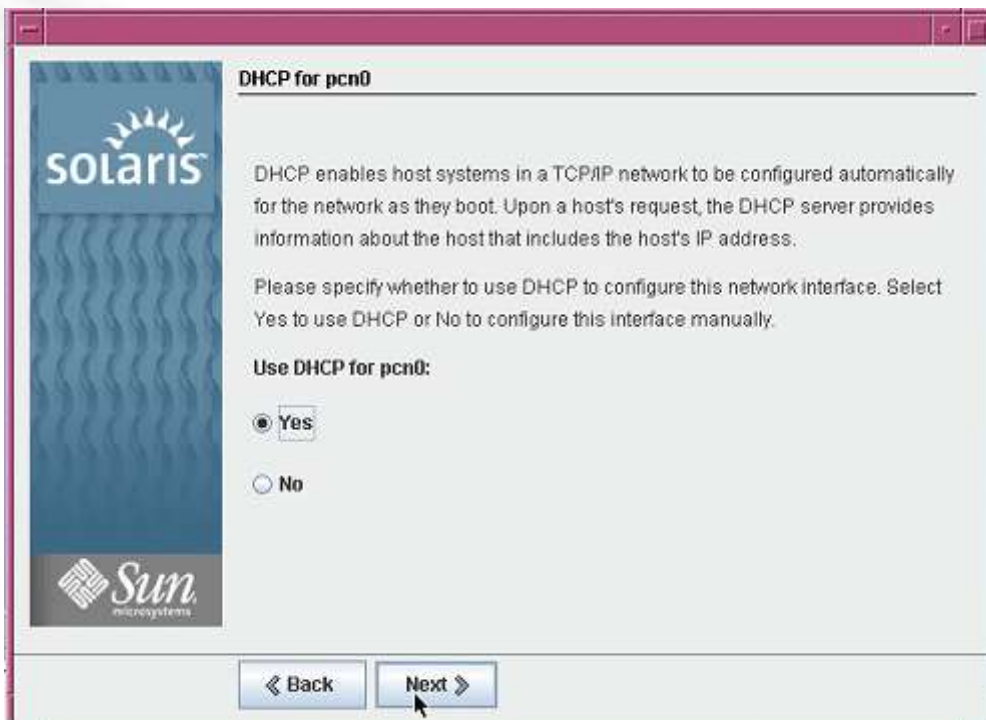 DHCP for pcn0
solaris™
DHCP enables host systems in a TCP/IP network to be configured automatically
for the network as they boot. Upon a host's request, the DHCP server provides
information about the host that includes the host's IP address.
Please specify whether to use DHCP to configure this network interface. Select
Yes to use DHCP or No to configure this interface manually.
Use DHCP for pcn0:
Yes
No
Sun
microsystems
Back
Next